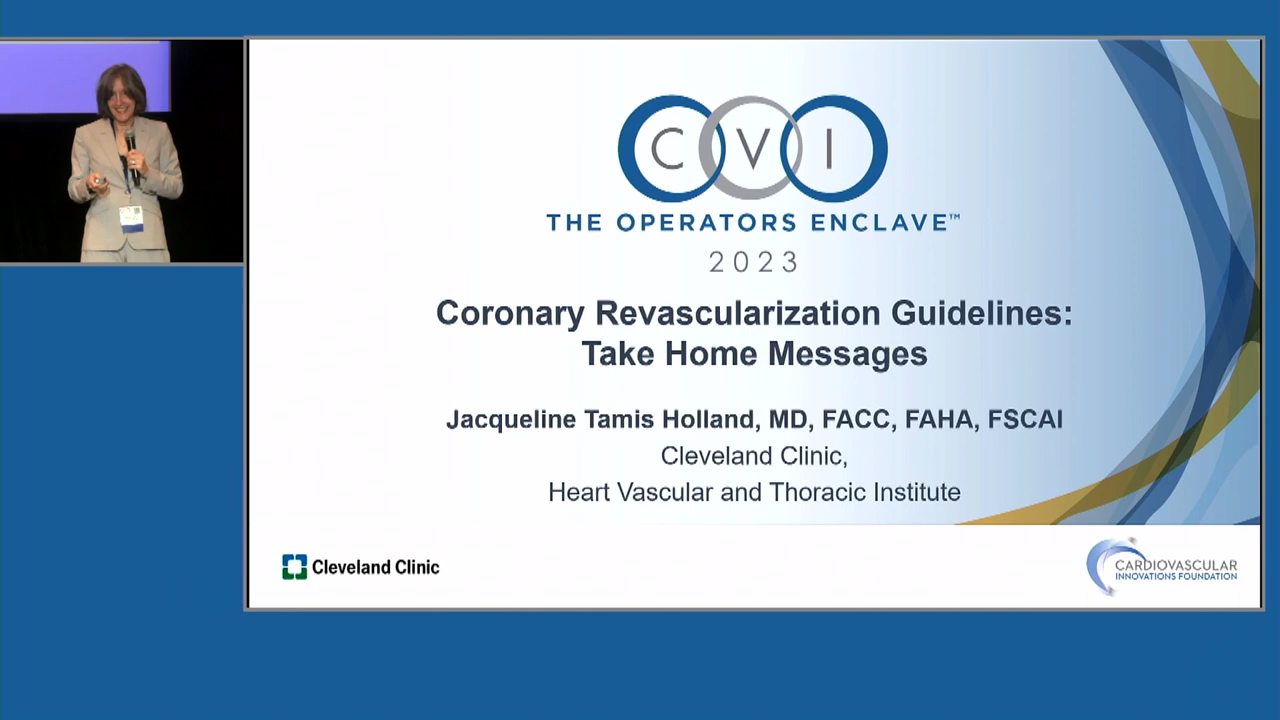 CVI
THE OPERATORS ENCLAVE™
2023
Coronary Revascularization Guidelines:
Take Home Messages
Jacqueline Tamis Holland, MD, FACC, FAHA, FSCAI
Cleveland Clinic,
Heart Vascular and Thoracic Institute
Cleveland Clinic
CARDIOVASCULAR
INNOVATIONS FOUNDATION